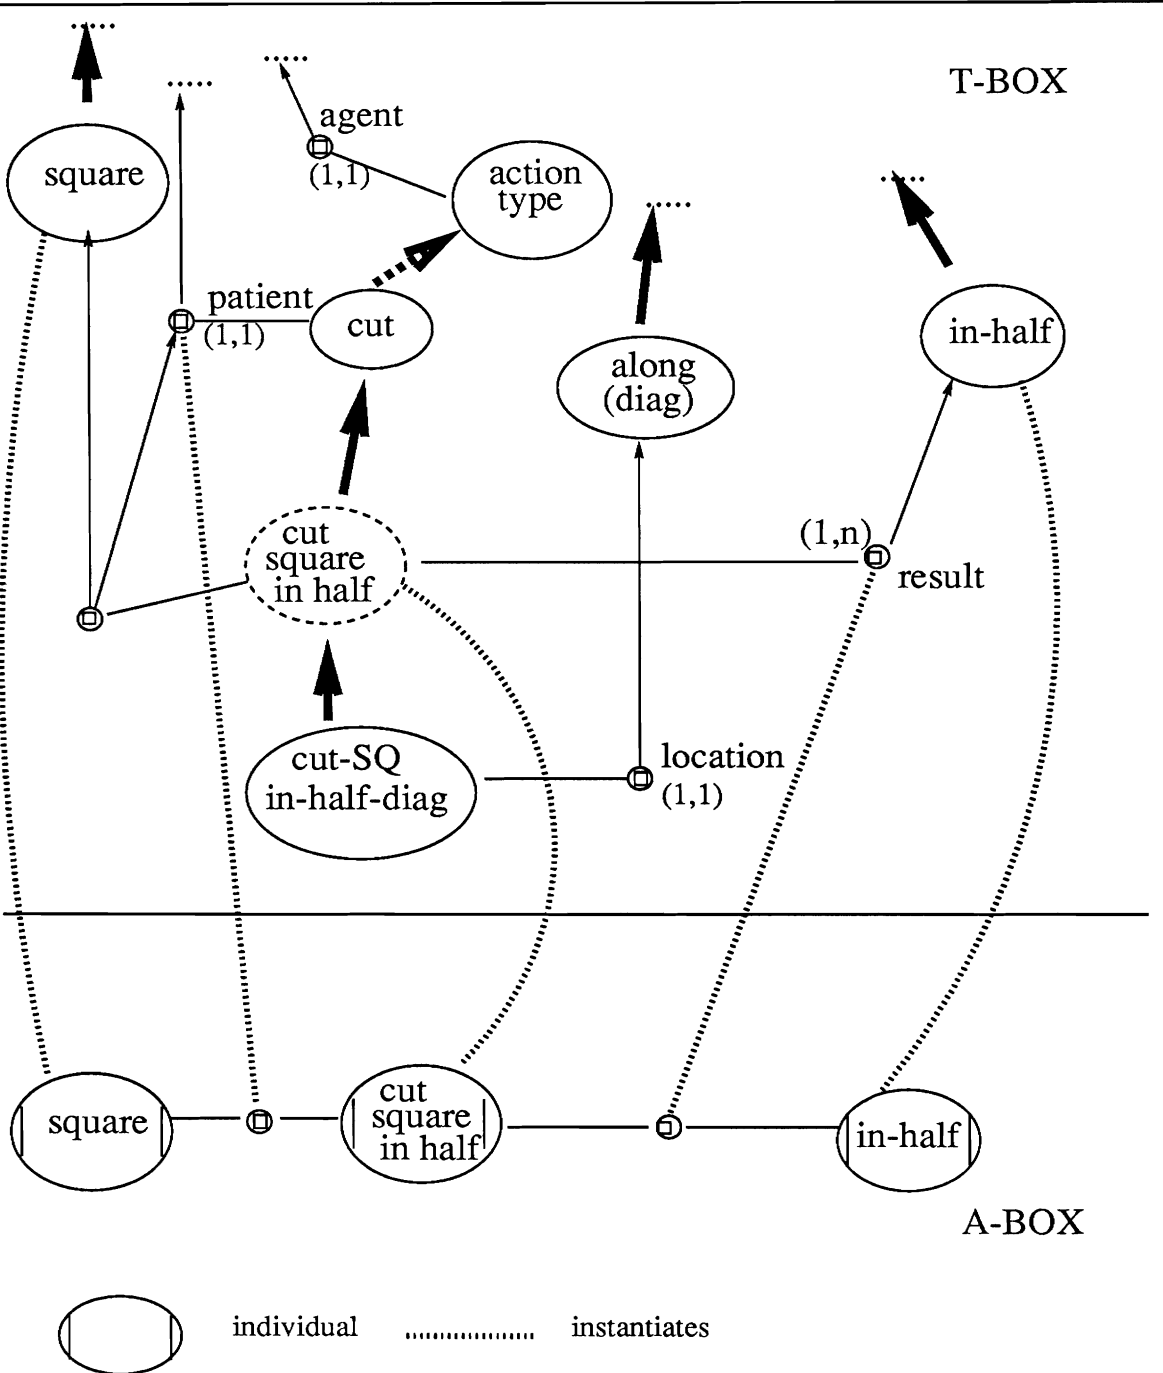 T-BOX
agent
(1,1)
square
action
type
patient
(1,1)
cut
in-half
along
(diag)
cut
square
in half
(1,n)
result
cut-SQ
in-half-diag
location
(1,1)
square
cut
square
in half
in-half
A-BOX
individual
instantiates